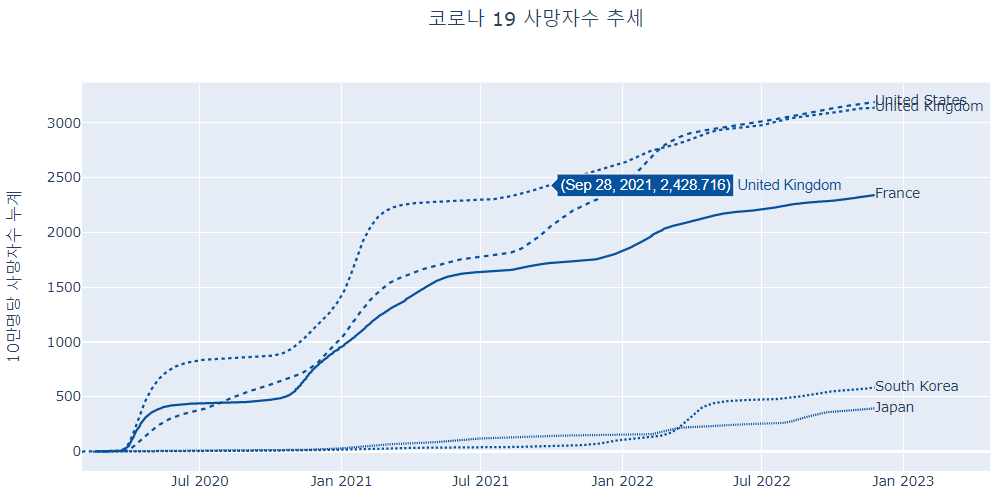 코로나 19 사망자수 추세
10만명당 사망자수 누계
3000
2500
2000
1500
1000
500
0
United States
United Kingdom
(Sep 28, 2021, 2,428.716) United Kingdom
France
South Korea
Japan
Jul 2020 Jan 2021 Jul 2021 Jan 2022 Jul 2022 Jan 2023